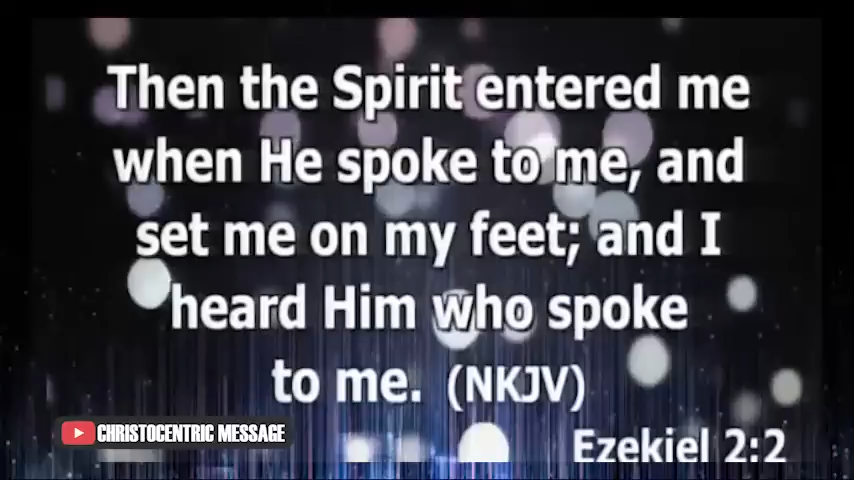 Then the Spirit entered me
when He spoke to me, and
set me on my feet; and I
heard Him who spoke
to me. (NKJV)
CHRISTOCENTRIC MESSAGE
Ezekiel 2:2